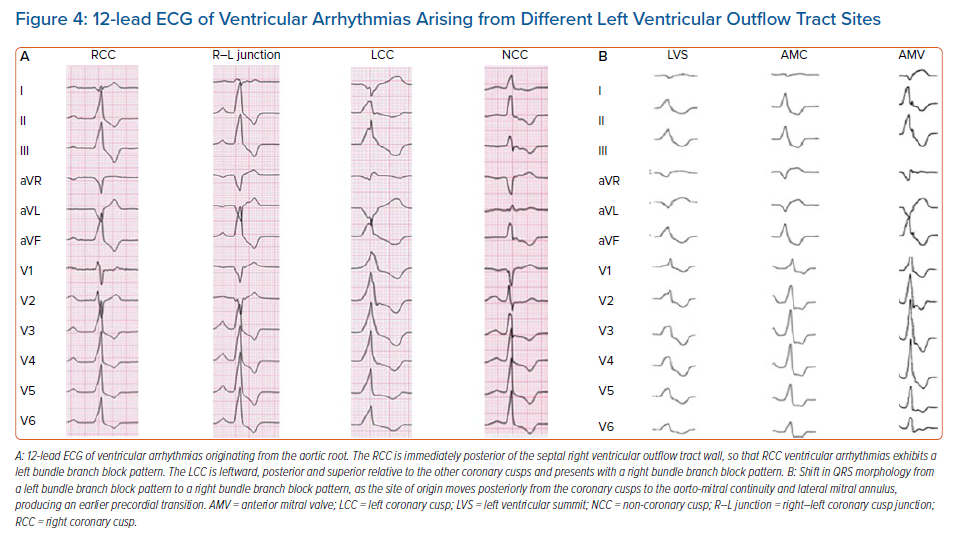 Figure 4: 12-lead ECG of Ventricular Arrhythmias Arising from Different Left Ventricular Outflow Tract Sites
A RCC R–L junction LCC NCC
I
II
III
aVR
aVL
aVF
V1
V2
V3
V4
V5
V6
B LVS AMC AMV
I
II
III
aVR
aVL
aVF
V1
V2
V3
V4
V5
V6
A: 12-lead ECG of ventricular arrhythmias originating from the aortic root. The RCC is immediately posterior of the septal right ventricular outflow tract wall, so that RCC ventricular arrhythmias exhibits a
left bundle branch block pattern. The LCC is leftward, posterior and superior relative to the other coronary cusps and presents with a right bundle branch block pattern. B: Shift in QRS morphology from
a left bundle branch block pattern to a right bundle branch block pattern, as the site of origin moves posteriorly from the coronary cusps to the aorto-mitral continuity and lateral mitral annulus,
producing an earlier precordial transition. AMV = anterior mitral valve; LCC = left coronary cusp; LVS = left ventricular summit; NCC = non-coronary cusp; R–L junction = right–left coronary cusp junction;
RCC = right coronary cusp.